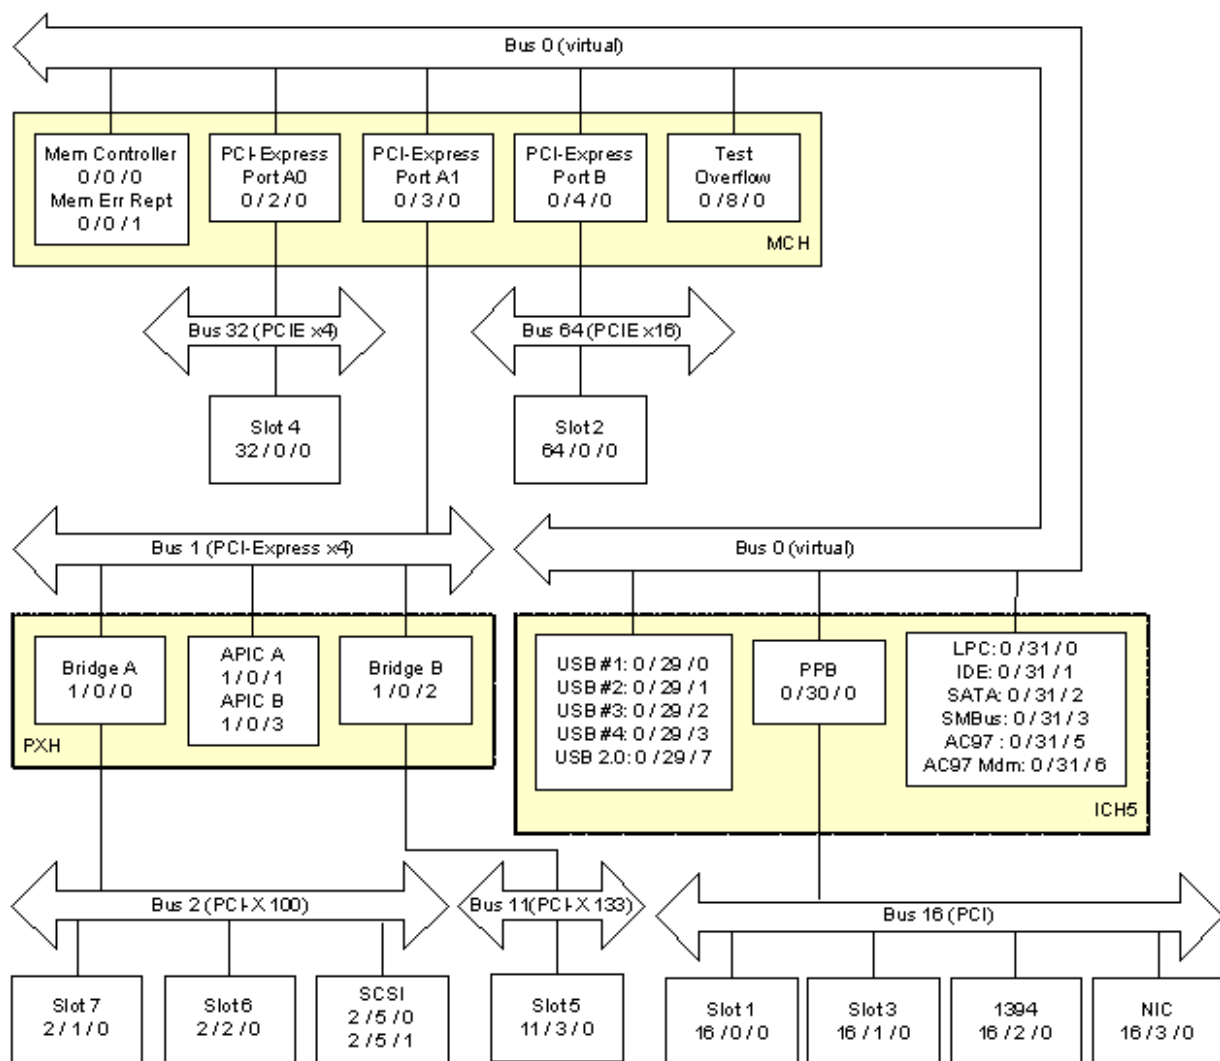 Bus 0 (virtual)
Mem Controller
0 / 0 / 0
Mem Err Rept
0 / 0 / 1
PCI-Express
Port A0
0 / 2 / 0
PCI-Express
Port A1
0 / 3 / 0
PCI-Express
Port B
0 / 4 / 0
Test
Overflow
0 / 8 / 0
MCH
Bus 32 (PCIE x4)
Bus 64 (PCIE x16)
Slot 4
32 / 0 / 0
Slot 2
64 / 0 / 0
Bus 1 (PCI-Express x4)
Bus 0 (virtual)
Bridge A
1 / 0 / 0
APIC A
1 / 0 / 1
APIC B
1 / 0 / 3
Bridge B
1 / 0 / 2
PXH
USB #1: 0 / 29 / 0
USB #2: 0 / 29 / 1
USB #3: 0 / 29 / 2
USB #4: 0 / 29 / 3
USB 2.0: 0 / 29 / 7
PPB
0 / 30 / 0
LPC: 0 / 31 / 0
IDE: 0 / 31 / 1
SATA: 0 / 31 / 2
SMBus: 0 / 31 / 3
AC97 : 0 / 31 / 5
AC97 Mdm: 0 / 31 / 6
ICH5
Bus 2 (PCI-X 100)
Bus 11(PCI-X 133)
Bus 16 (PCI)
Slot 7
2 / 1 / 0
Slot 6
2 / 2 / 0
SCSI
2 / 5 / 0
2 / 5 / 1
Slot 5
11 / 3 / 0
Slot 1
16 / 0 / 0
Slot 3
16 / 1 / 0
1394
16 / 2 / 0
NIC
16 / 3 / 0